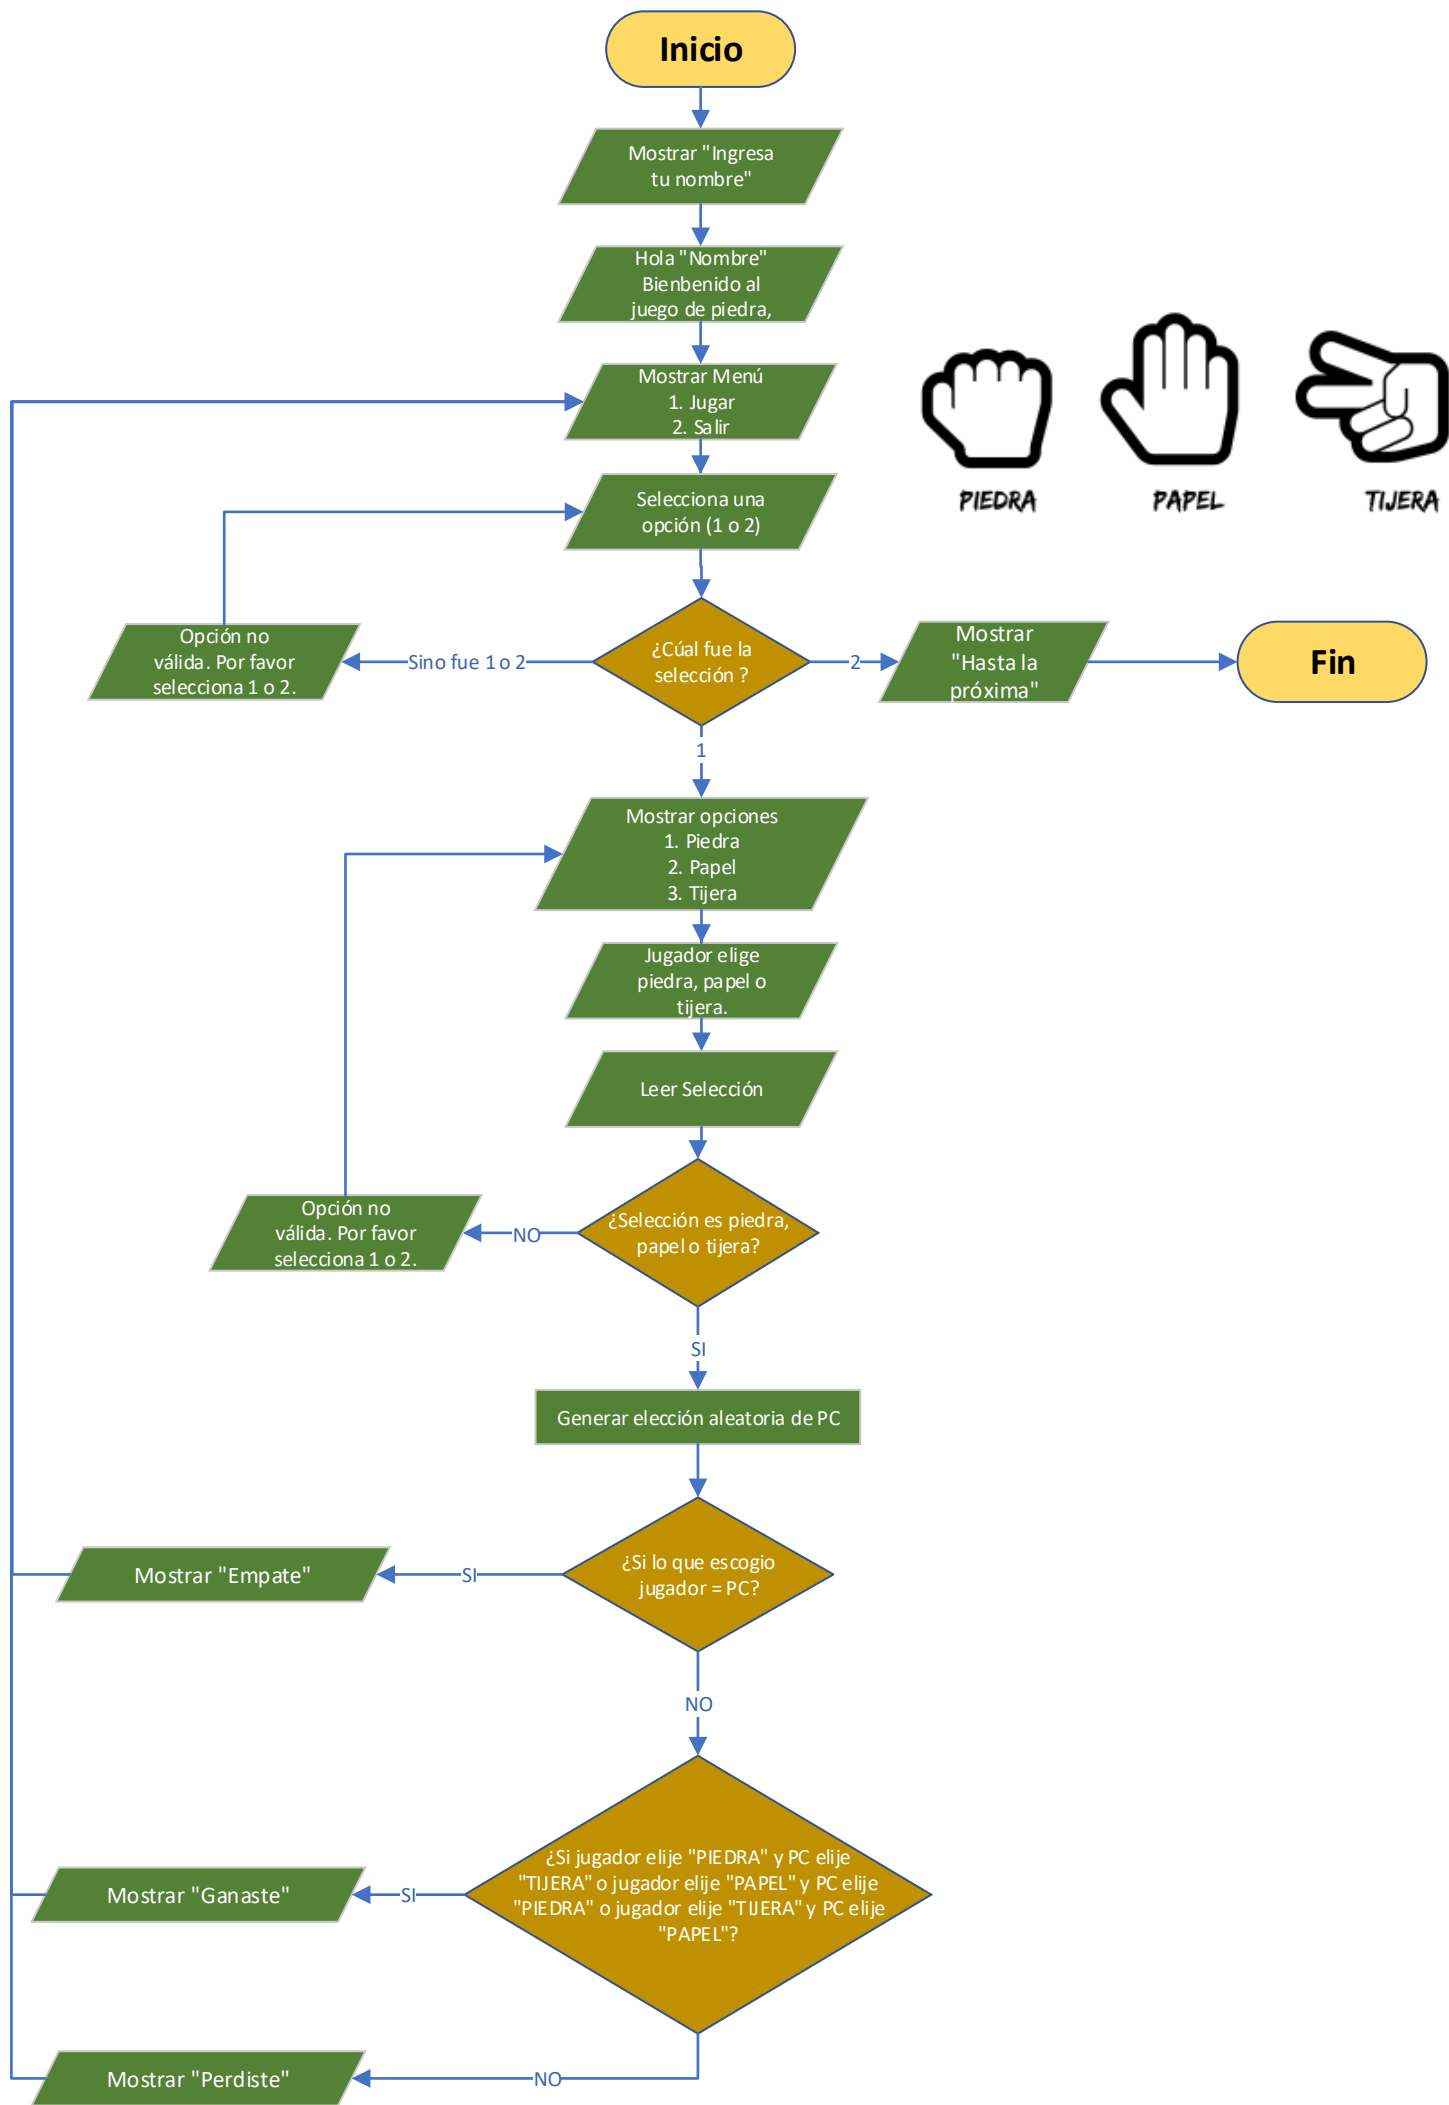 Inicio
Mostrar "Ingresa
tu nombre"
Hola "Nombre"
Bienbenido al
juego de piedra,
Mostrar Menú
1. Jugar
2. Salir
PIEDRA
PAPEL
TIJERA
Selecciona una
opción (1 o 2)
Opción no
válida. Por favor
selecciona 1 o 2.
Sino fue 1 o 2
¿Cúal fue la
selección ?
2
Mostrar
"Hasta la
próxima"
Fin
1
Mostrar opciones
1. Piedra
2. Papel
3. Tijera
Jugador elige
piedra, papel o
tijera.
Leer Selección
Opción no
válida. Por favor
selecciona 1 o 2.
NO
¿Selección es piedra,
papel o tijera?
SI
Generar elección aleatoria de PC
Mostrar "Empate"
SI
¿Si lo que escogio
jugador = PC?
NO
¿Si jugador elije "PIEDRA" y PC elije
"TIJERA" o jugador elije "PAPEL" y PC elije
"PIEDRA" o jugador elije "TIJERA" y PC elije
"PAPEL"?
Mostrar "Ganaste"
SI
Mostrar "Perdiste"
NO